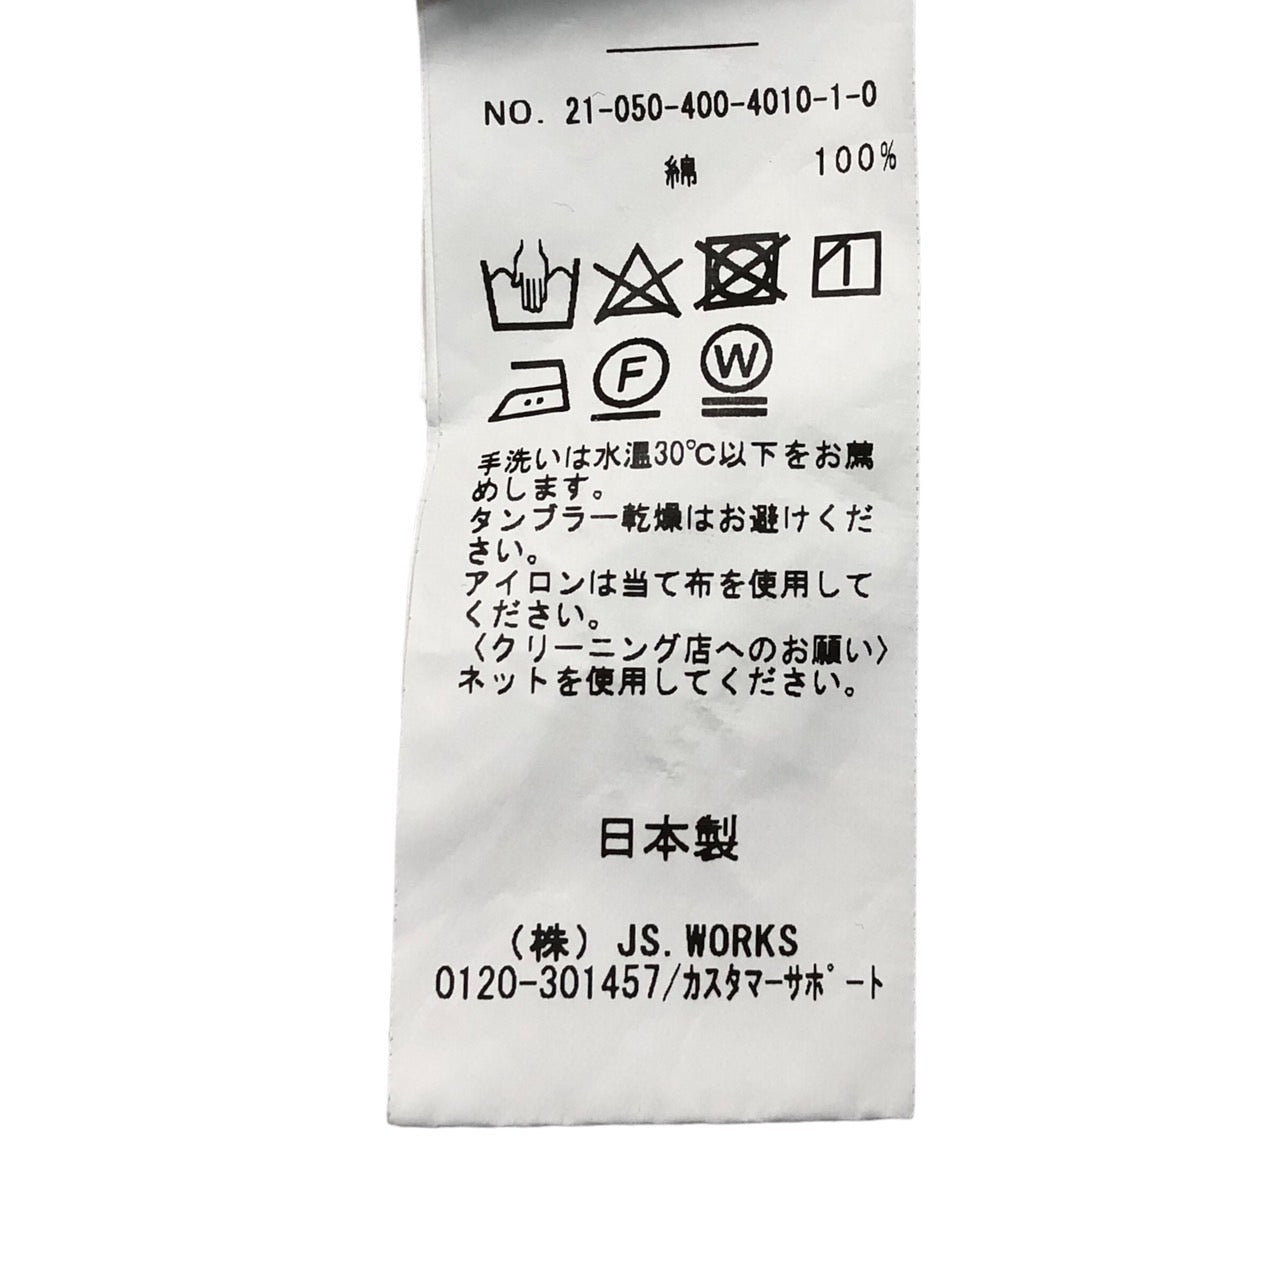 NO. 21-050-400-4010-1-0
綿 100%
F W
手洗いは水温30℃以下をお薦
めします。
タンブラー乾燥はお避けくだ
さい。
アイロンは当て布を使用して
ください。
〈クリーニング店へのお願い〉
ネットを使用してください。
日本製
(株) JS.WORKS
0120-301457/ｶｽﾀﾏｰｻﾎﾟｰﾄ